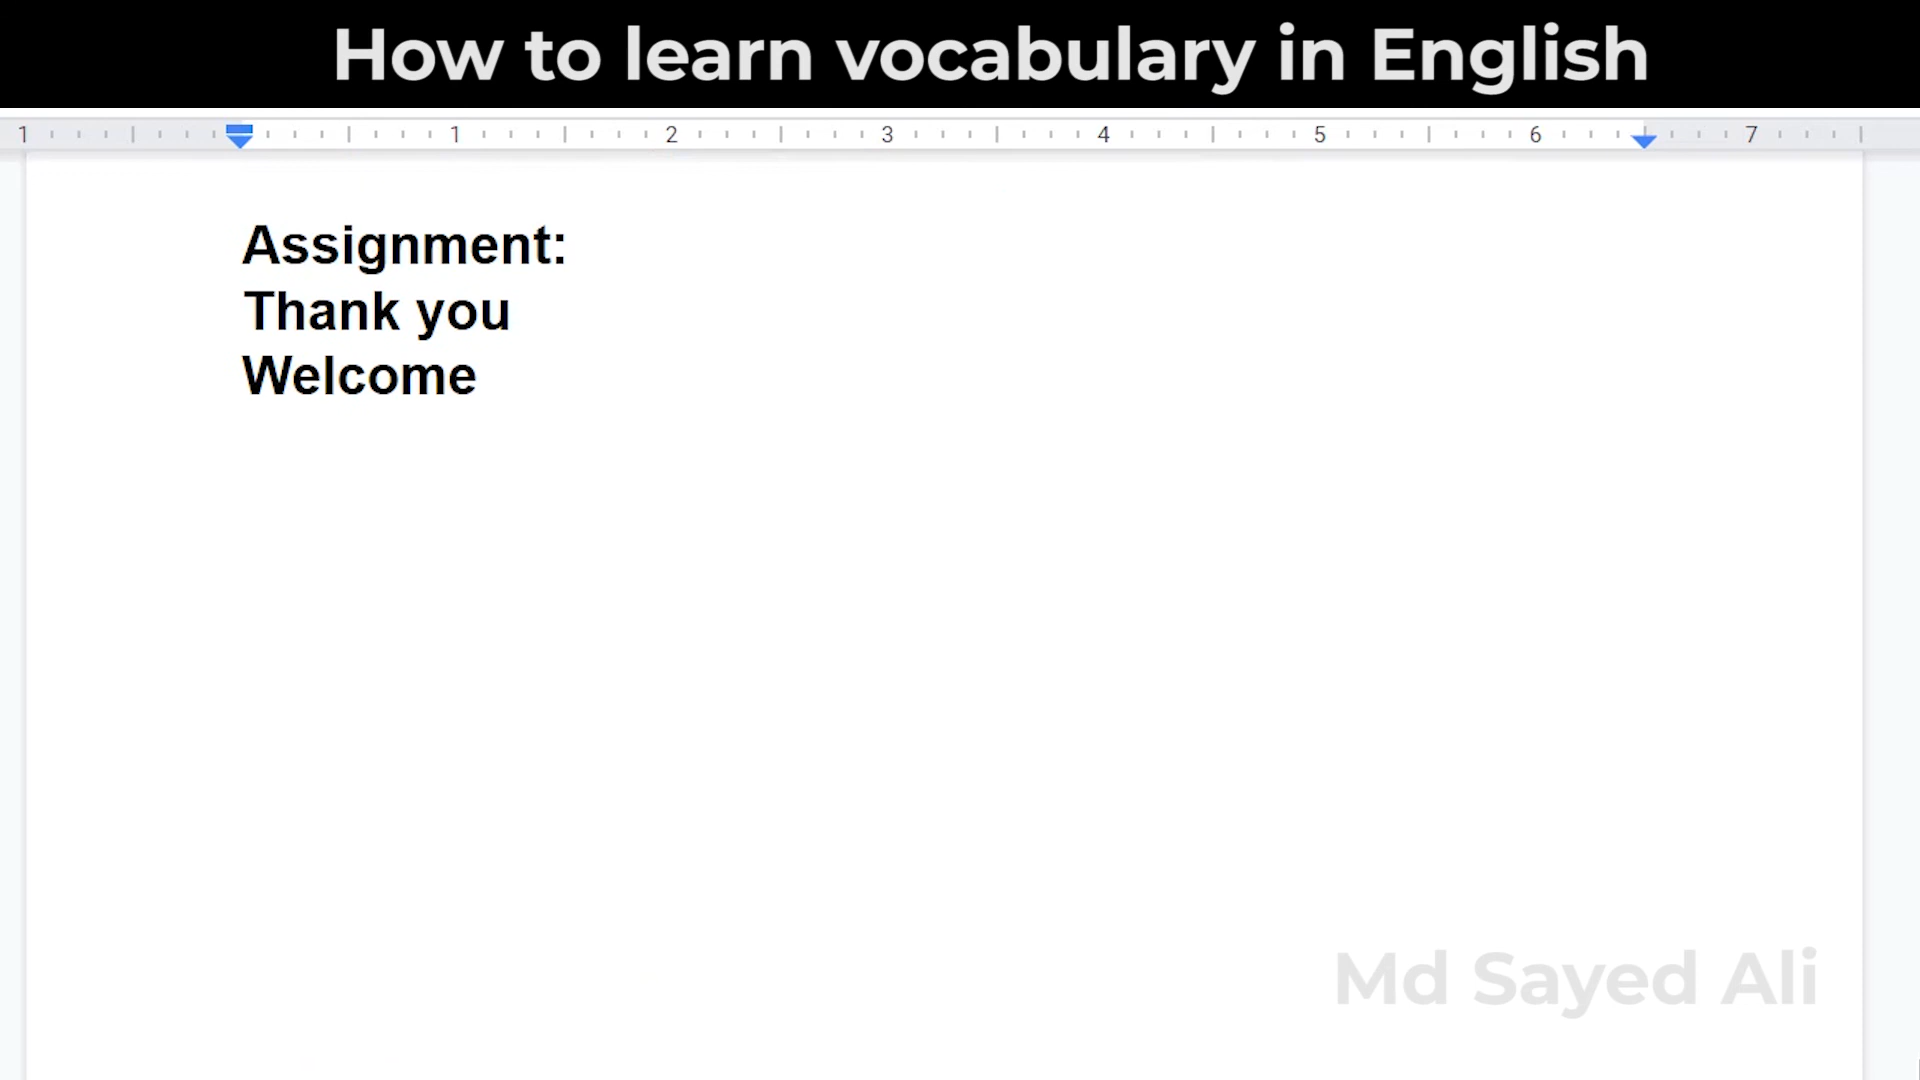 How to learn vocabulary in English
1 1 2 3 4 5 6 7
Assignment:
Thank you
Welcome
Md Sayed Ali